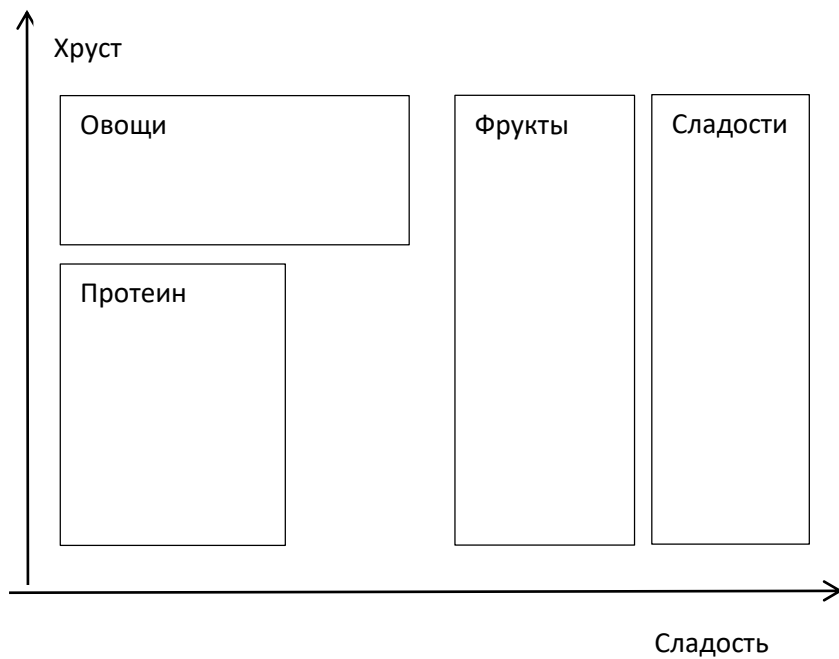 Хруст
Овощи
Фрукты
Сладости
Протеин
Сладость